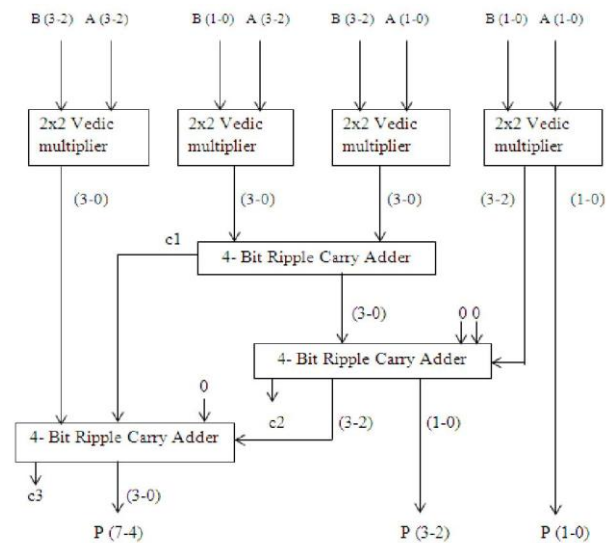 B (3-2) A (3-2) B (1-0) A (3-2) B (3-2) A (1-0) B (1-0) A (1-0)
2x2 Vedic multiplier
2x2 Vedic multiplier
2x2 Vedic multiplier
2x2 Vedic multiplier
(3-0) (3-0) (3-0) (3-2) (1-0)
c1
4- Bit Ripple Carry Adder
(3-0) 0 0
4- Bit Ripple Carry Adder
0 c2 (3-2) (1-0)
4- Bit Ripple Carry Adder
c3 (3-0)
P (7-4) P (3-2) P (1-0)